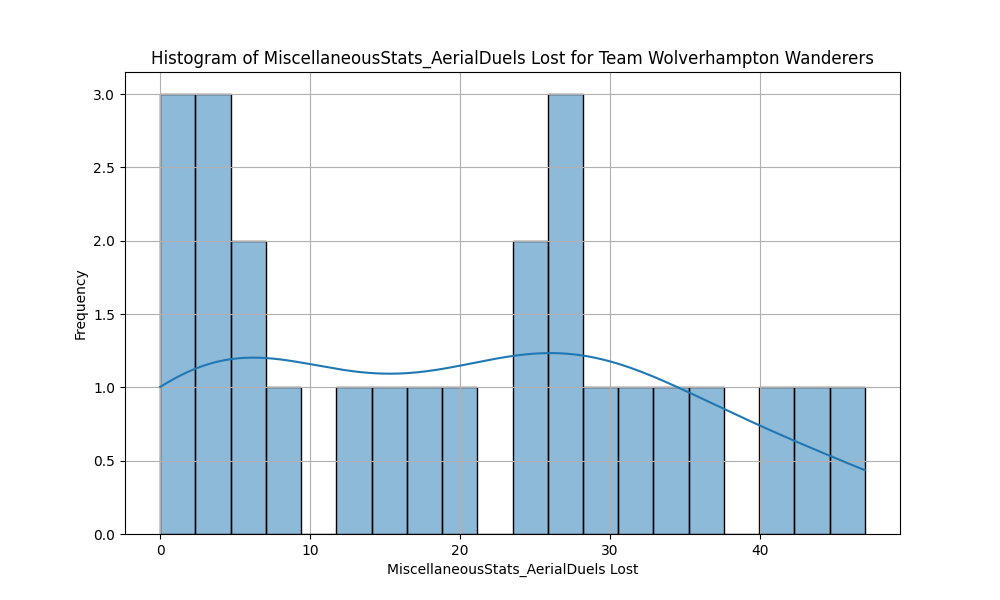 Histogram of MiscellaneousStats_AerialDuels Lost for Team Wolverhampton Wanderers
3.0
2.5
2.0
1.5
1.0
0.5
0.0
Frequency
0 10 20 30 40
MiscellaneousStats_AerialDuels Lost